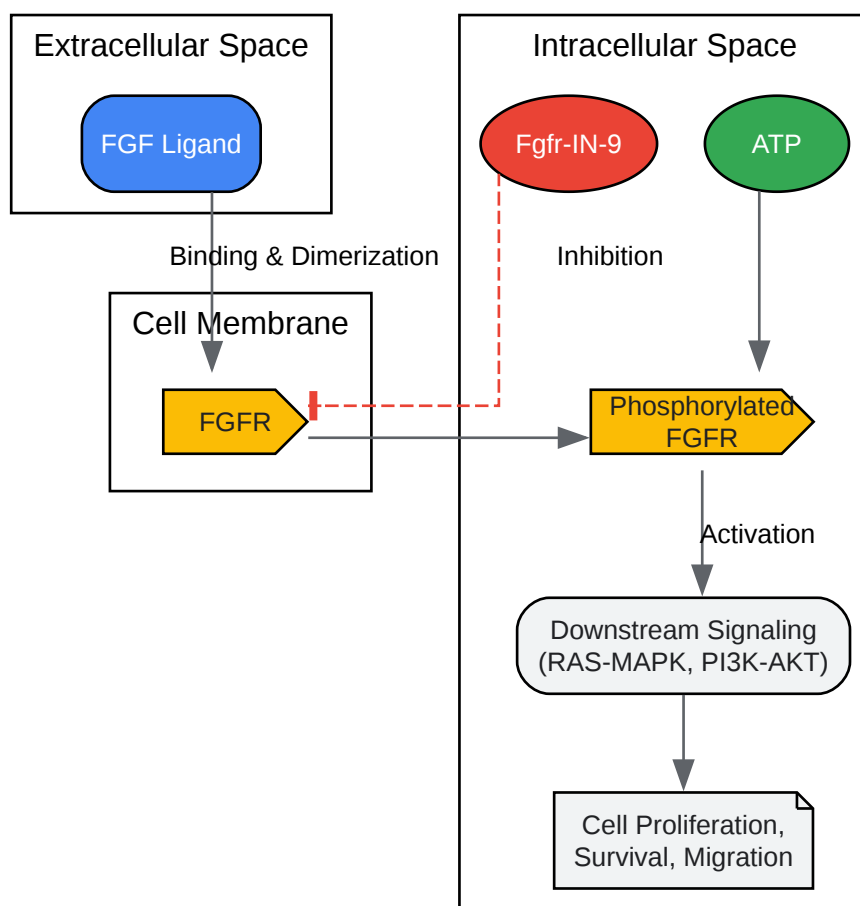 Extracellular Space
Intracellular Space
FGF Ligand
Fgfr-IN-9
ATP
Binding & Dimerization
Inhibition
Cell Membrane
FGFR
Phosphorylated
FGFR
Activation
Downstream Signaling
(RAS-MAPK, PI3K-AKT)
Cell Proliferation,
Survival, Migration